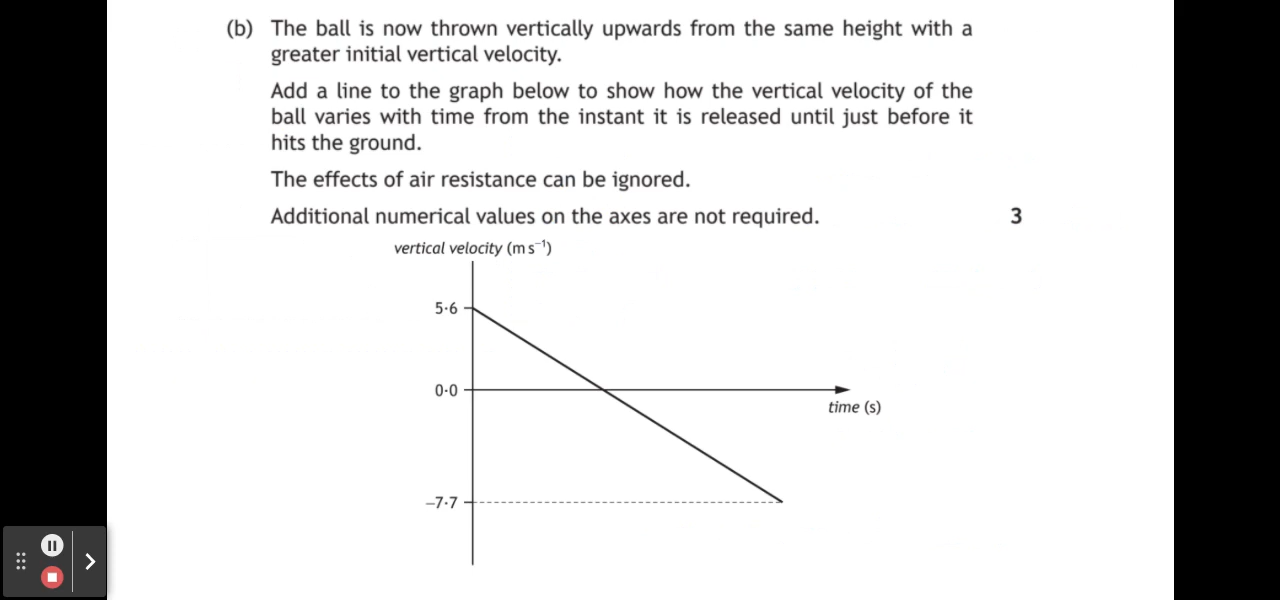 (b) The ball is now thrown vertically upwards from the same height with a
greater initial vertical velocity.
Add a line to the graph below to show how the vertical velocity of the
ball varies with time from the instant it is released until just before it
hits the ground.
The effects of air resistance can be ignored.
Additional numerical values on the axes are not required. 3
vertical velocity (m s⁻¹)
5·6
0·0
time (s)
–7·7